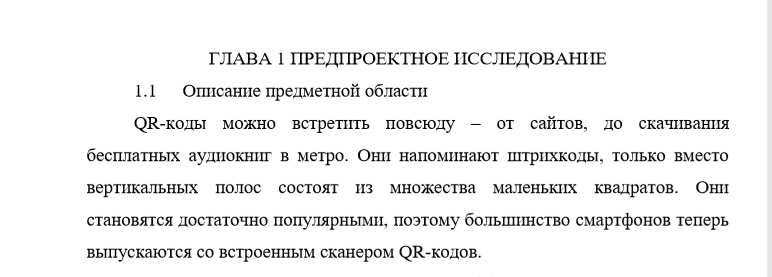 ГЛАВА 1 ПРЕДПРОЕКТНОЕ ИССЛЕДОВАНИЕ
1.1 Описание предметной области
QR-коды можно встретить повсюду – от сайтов, до скачивания
бесплатных аудиокниг в метро. Они напоминают штрихкоды, только вместо
вертикальных полос состоят из множества маленьких квадратов. Они
становятся достаточно популярными, поэтому большинство смартфонов теперь
выпускаются со встроенным сканером QR-кодов.